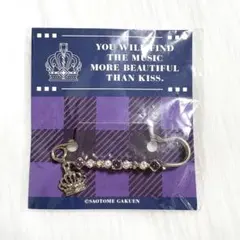 YOU WILL FIND
THE MUSIC
MORE BEAUTIFUL
THAN KISS.
©SAOTOME GAKUEN